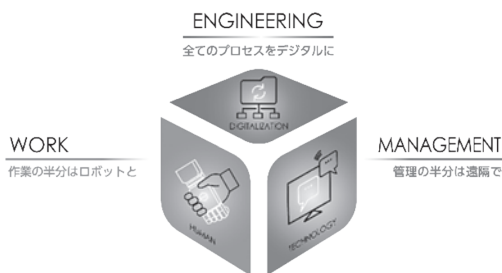 ENGINEERING
全てのプロセスをデジタルに
DIGITALIZATION
WORK
作業の半分はロボットと
MANAGEMENT
管理の半分は遠隔で
HUMAN
TECHNOLOGY